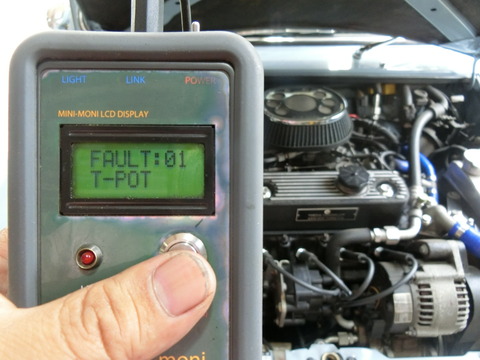 LIGHT LINK POWER
MINI-MONI LCD DISPLAY
FAULT:01
T-POT
moni